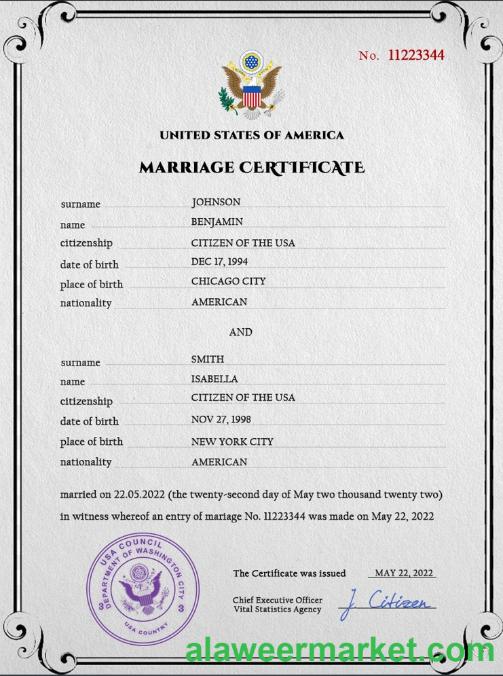 No. 11223344
UNITED STATES OF AMERICA
MARRIAGE CERTIFICATE
surname JOHNSON
name BENJAMIN
citizenship CITIZEN OF THE USA
date of birth DEC 17, 1994
place of birth CHICAGO CITY
nationality AMERICAN
AND
surname SMITH
name ISABELLA
citizenship CITIZEN OF THE USA
date of birth NOV 27, 1998
place of birth NEW YORK CITY
nationality AMERICAN
married on 22.05.2022 (the twenty-second day of May two thousand twenty two)
in witness whereof an entry of mariage No. 11223344 was made on May 22, 2022
USA COUNCIL
DEPARTMENT OF WASHINGTON CITY
USA COUNTRY
The Certificate was issued MAY 22, 2022
Chief Executive Officer
Vital Statistics Agency
J. Citizen
alaweermarket.com